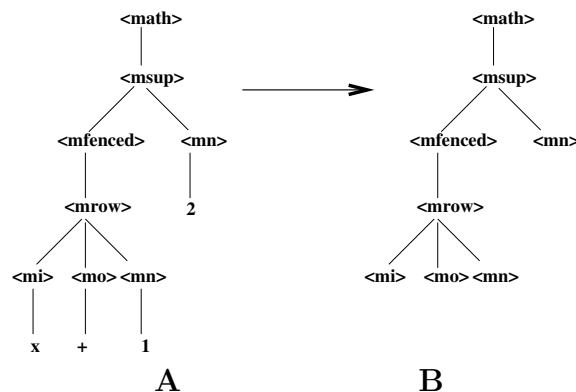 <math> <math>
<msup> <msup>
<mfenced> <mn> <mfenced> <mn>
<mrow> 2 <mrow>
<mi> <mo> <mn> <mi> <mo> <mn>
x + 1
A B